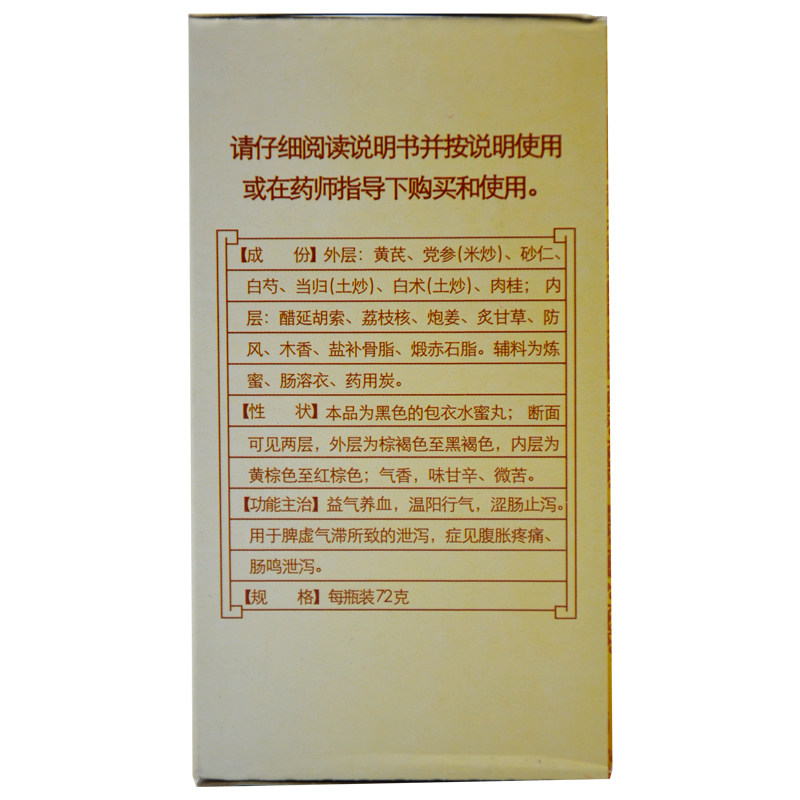 请仔细阅读说明书并按说明使用
或在药师指导下购买和使用。
【成　份】外层：黄芪、党参(米炒)、砂仁、
白芍、当归(土炒)、白术(土炒)、肉桂；内
层：醋延胡索、荔枝核、炮姜、炙甘草、防
风、木香、盐补骨脂、煅赤石脂。辅料为炼
蜜、肠溶衣、药用炭。
【性　状】本品为黑色的包衣水蜜丸；断面
可见两层，外层为棕褐色至黑褐色，内层为
黄棕色至红棕色；气香，味甘辛、微苦。
【功能主治】益气养血，温阳行气，涩肠止泻。
用于脾虚气滞所致的泄泻，症见腹胀疼痛、
肠鸣泄泻。
【规　格】每瓶装72克